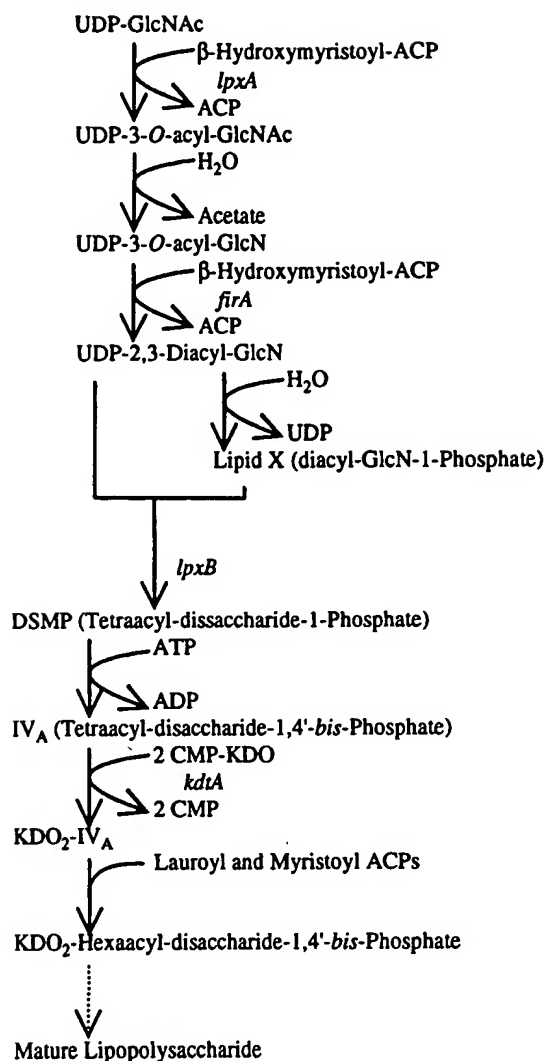 UDP-GlcNAc
β-Hydroxymyristoyl-ACP
lpxA
ACP
UDP-3-O-acyl-GlcNAc
H₂O
Acetate
UDP-3-O-acyl-GlcN
β-Hydroxymyristoyl-ACP
firA
ACP
UDP-2,3-Diacyl-GlcN
H₂O
UDP
Lipid X (diacyl-GlcN-1-Phosphate)
lpxB
DSMP (Tetraacyl-dissaccharide-1-Phosphate)
ATP
ADP
IV_A (Tetraacyl-disaccharide-1,4'-bis-Phosphate)
2 CMP-KDO
kdtA
2 CMP
KDO₂-IV_A
Lauroyl and Myristoyl ACPs
KDO₂-Hexaacyl-disaccharide-1,4'-bis-Phosphate
Mature Lipopolysaccharide